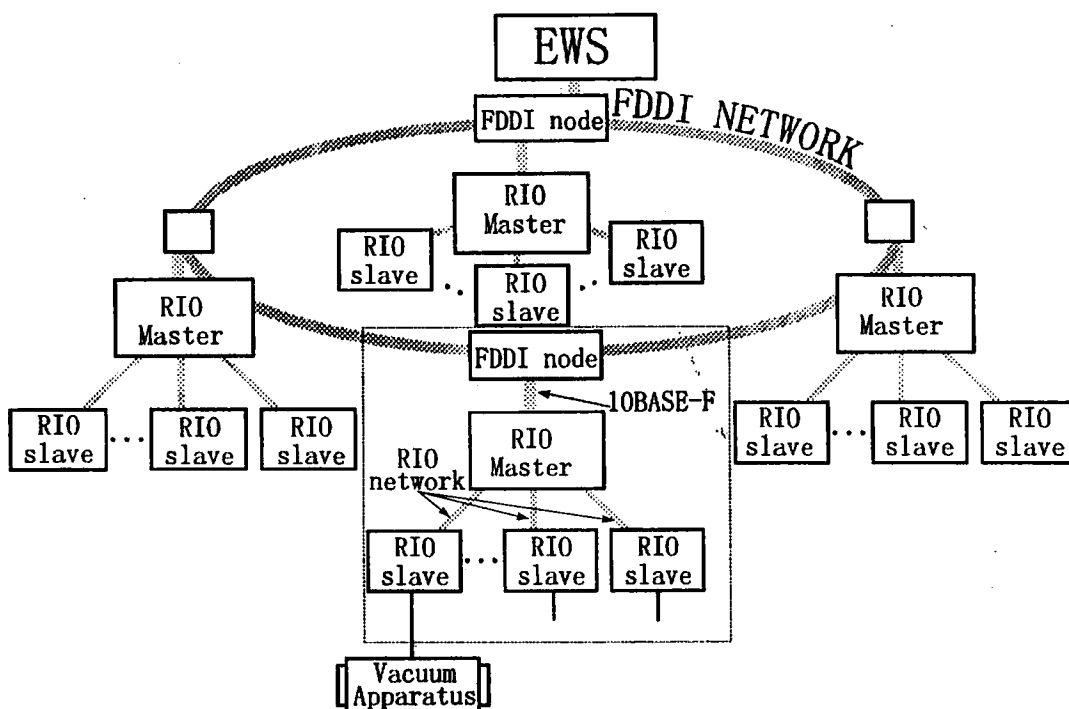 EWS
FDDI node
FDDI NETWORK
RIO
Master
RIO
slave
RIO
slave
RIO
slave
RIO
Master
RIO
Master
FDDI node
10BASE-F
RIO
slave
RIO
slave
RIO
slave
RIO
Master
RIO
network
RIO
slave
RIO
slave
RIO
slave
RIO
slave
RIO
slave
RIO
slave
Vacuum
Apparatus